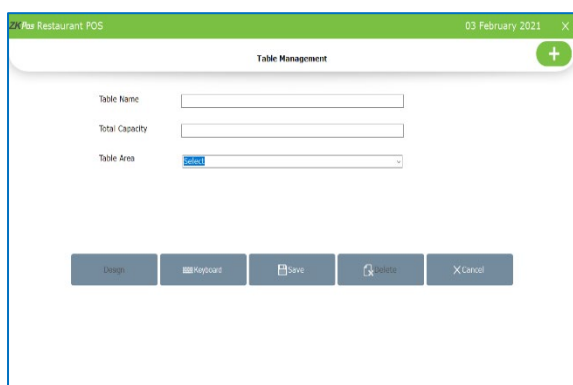 ZKPos Restaurant POS 03 February 2021 X
Table Management
+
Table Name
Total Capacity
Table Area Select
Design Keyboard Save Delete Cancel